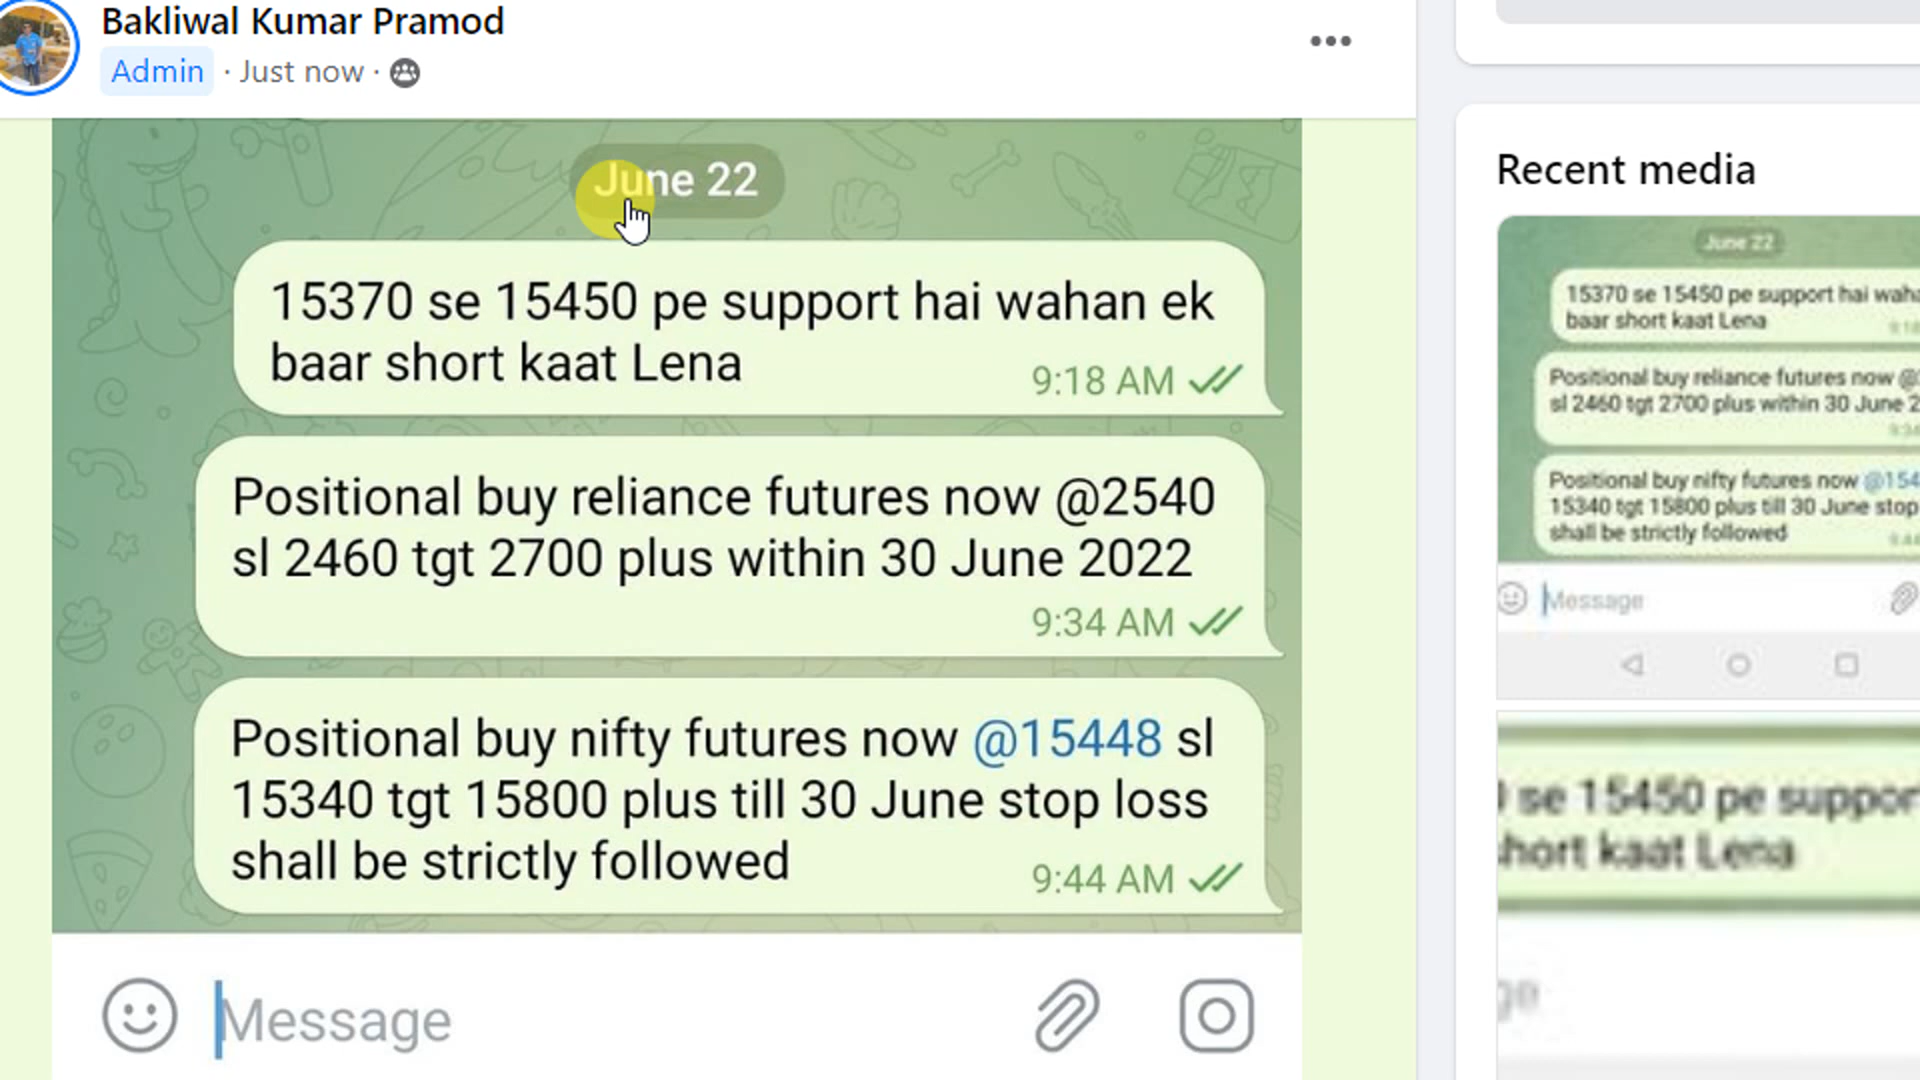 Bakliwal Kumar Pramod
Admin · Just now ·
June 22
15370 se 15450 pe support hai wahan ek
baar short kaat Lena
9:18 AM
Positional buy reliance futures now @2540
sl 2460 tgt 2700 plus within 30 June 2022
9:34 AM
Positional buy nifty futures now @15448 sl
15340 tgt 15800 plus till 30 June stop loss
shall be strictly followed
9:44 AM
Message
Recent media
June 22
15370 se 15450 pe support hai
baar short kaat Lena
Positional buy reliance futures now
sl 2460 tgt 2700 plus within 30 June
Positional buy nifty futures now
15340 tgt 15800 plus till 30 June stop
shall be strictly followed
Message
se 15450 pe
kaat Lena